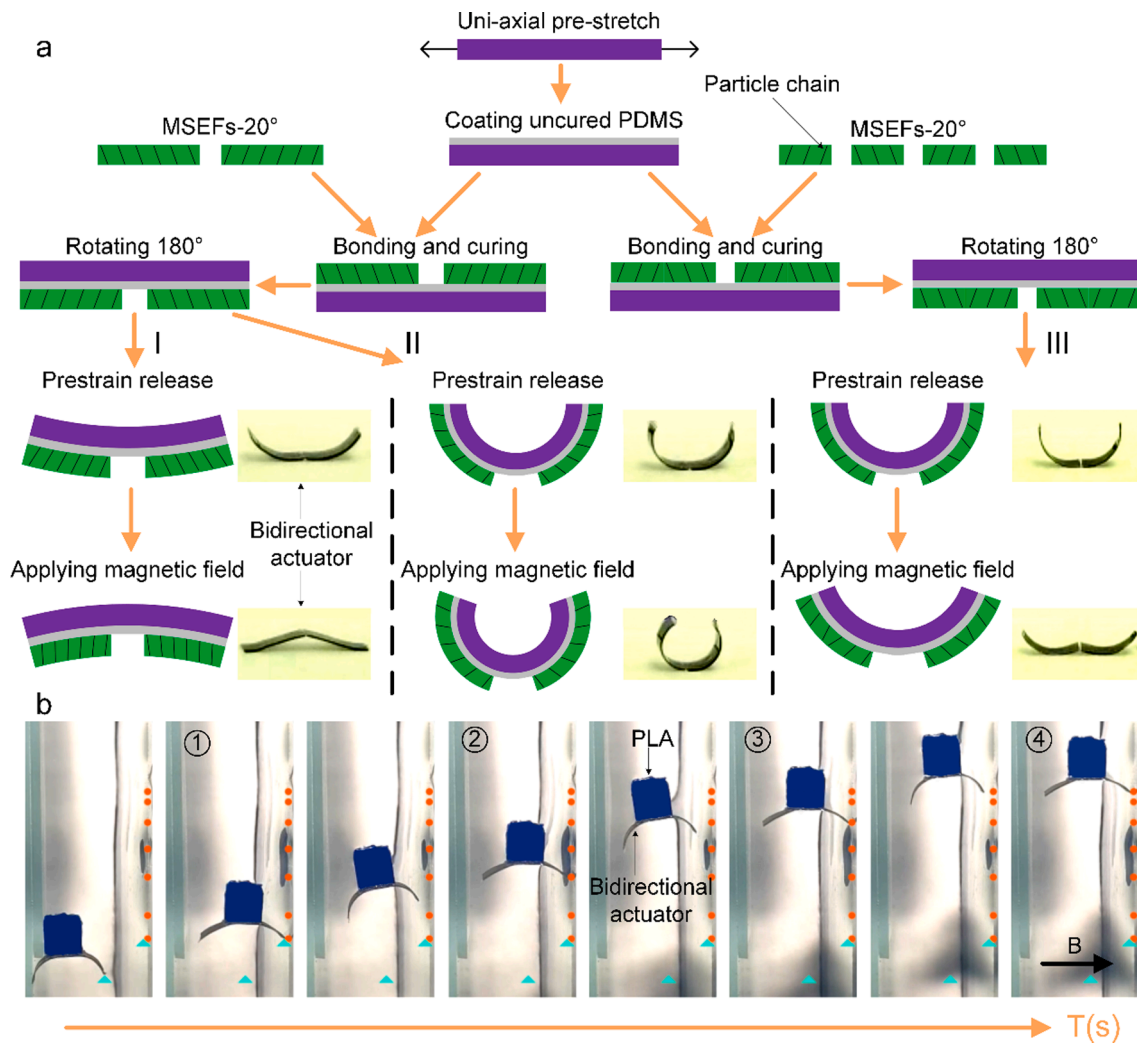 a
Uni-axial pre-stretch
Particle chain
MSEFs-20°
Coating uncured PDMS
MSEFs-20°
Rotating 180°
Bonding and curing
Bonding and curing
Rotating 180°
I
II
III
Prestrain release
Prestrain release
Prestrain release
Bidirectional
actuator
Applying magnetic field
Applying magnetic field
Applying magnetic field
b
①
②
PLA
③
④
Bidirectional
actuator
B
T(s)